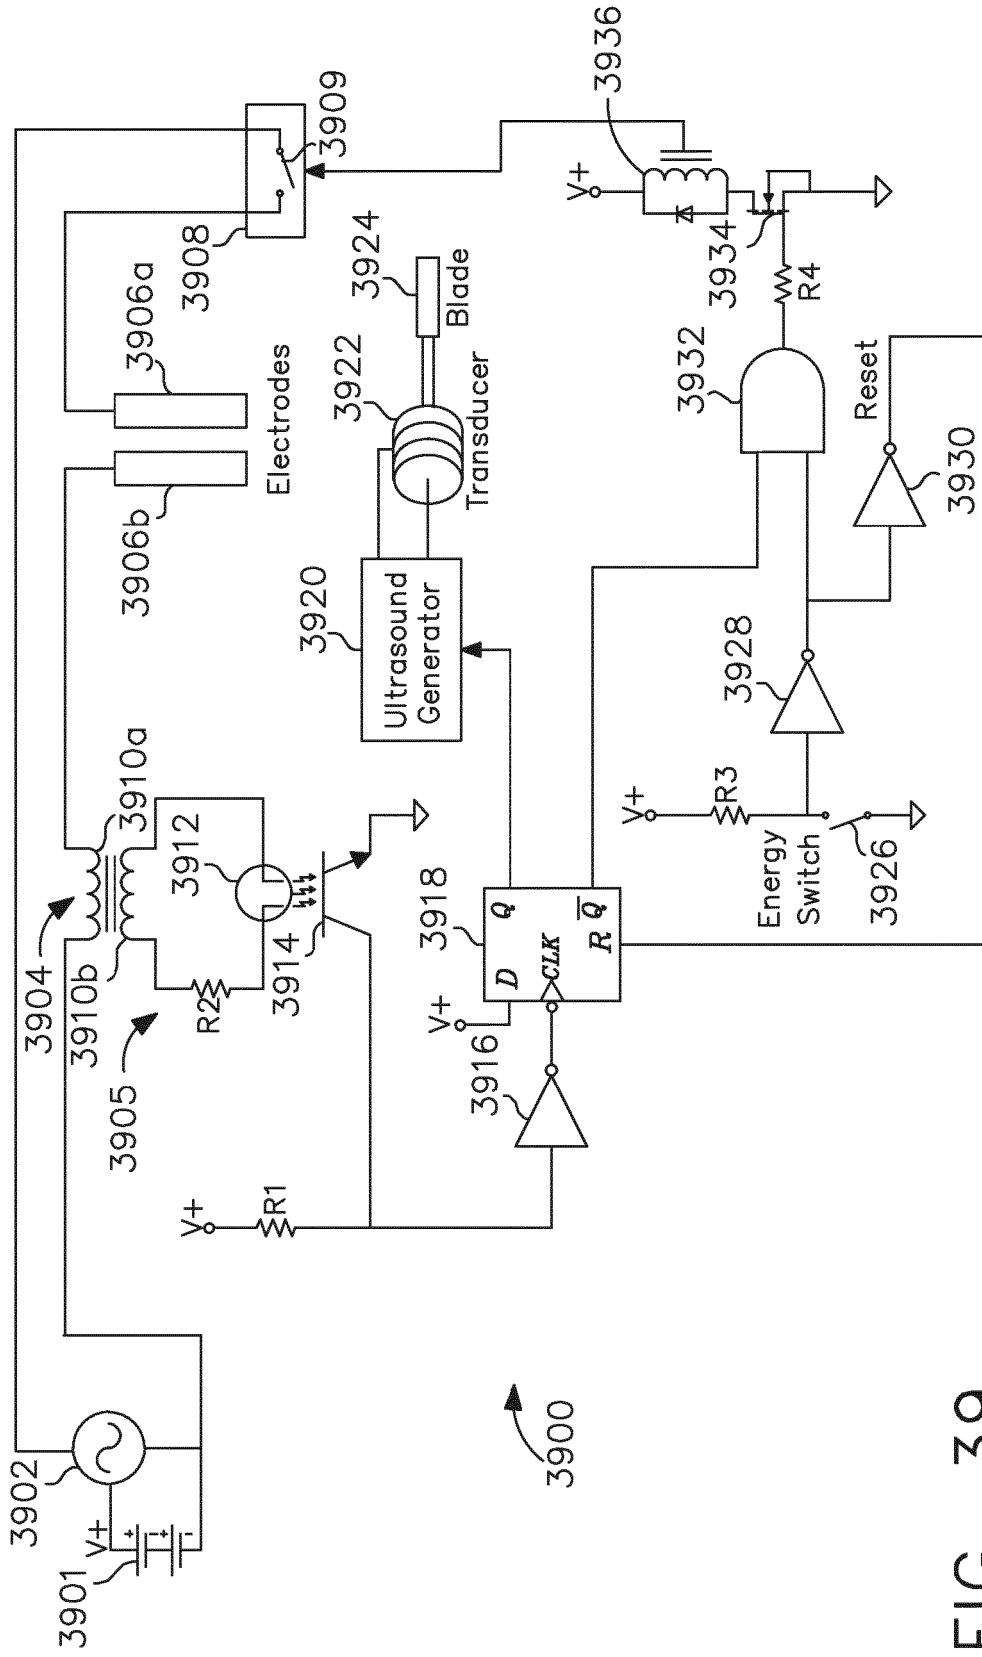 3900
3901
V+
3902
3904
3905
3910a
3910b
R2
3912
3914
V+
R1
3906a
3906b
Electrodes
3908
3909
3916
V+
3918
D
Q
CLK
R
Q̅
3920
Ultrasound
Generator
3922
Transducer
3924
Blade
V+
R3
Energy
Switch
3926
3928
3930
Reset
3932
R4
3934
V+
3936
FIG. 39